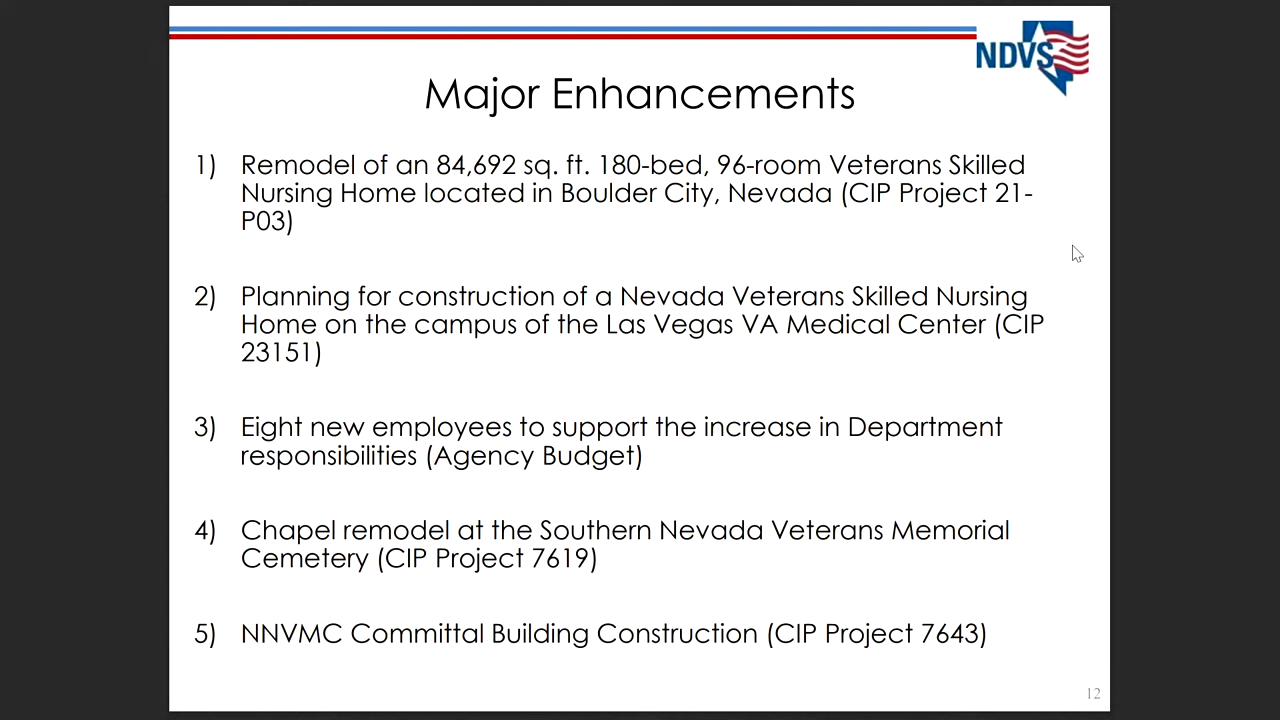 NDVS
Major Enhancements
1) Remodel of an 84,692 sq. ft. 180-bed, 96-room Veterans Skilled
Nursing Home located in Boulder City, Nevada (CIP Project 21-
P03)
2) Planning for construction of a Nevada Veterans Skilled Nursing
Home on the campus of the Las Vegas VA Medical Center (CIP
23151)
3) Eight new employees to support the increase in Department
responsibilities (Agency Budget)
4) Chapel remodel at the Southern Nevada Veterans Memorial
Cemetery (CIP Project 7619)
5) NNVMC Committal Building Construction (CIP Project 7643)
12